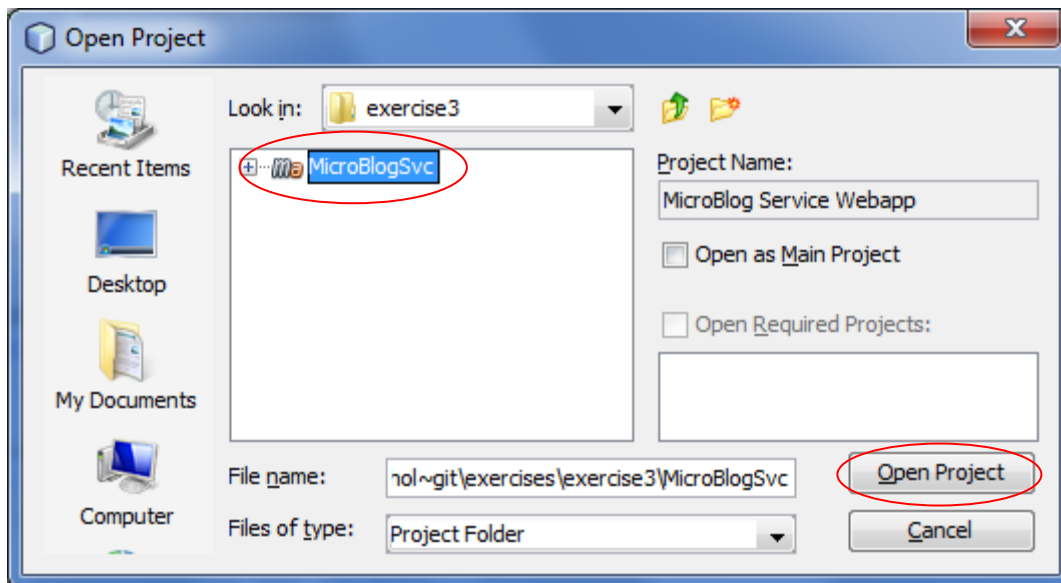 Open Project
X
Look in:
exercise3
Recent Items
Desktop
My Documents
Computer
ma MicroBlogSvc
Project Name:
MicroBlog Service Webapp
Open as Main Project
Open Required Projects:
File name:
nol~git\exercises\exercise3\MicroBlogSvc
Open Project
Files of type:
Project Folder
Cancel